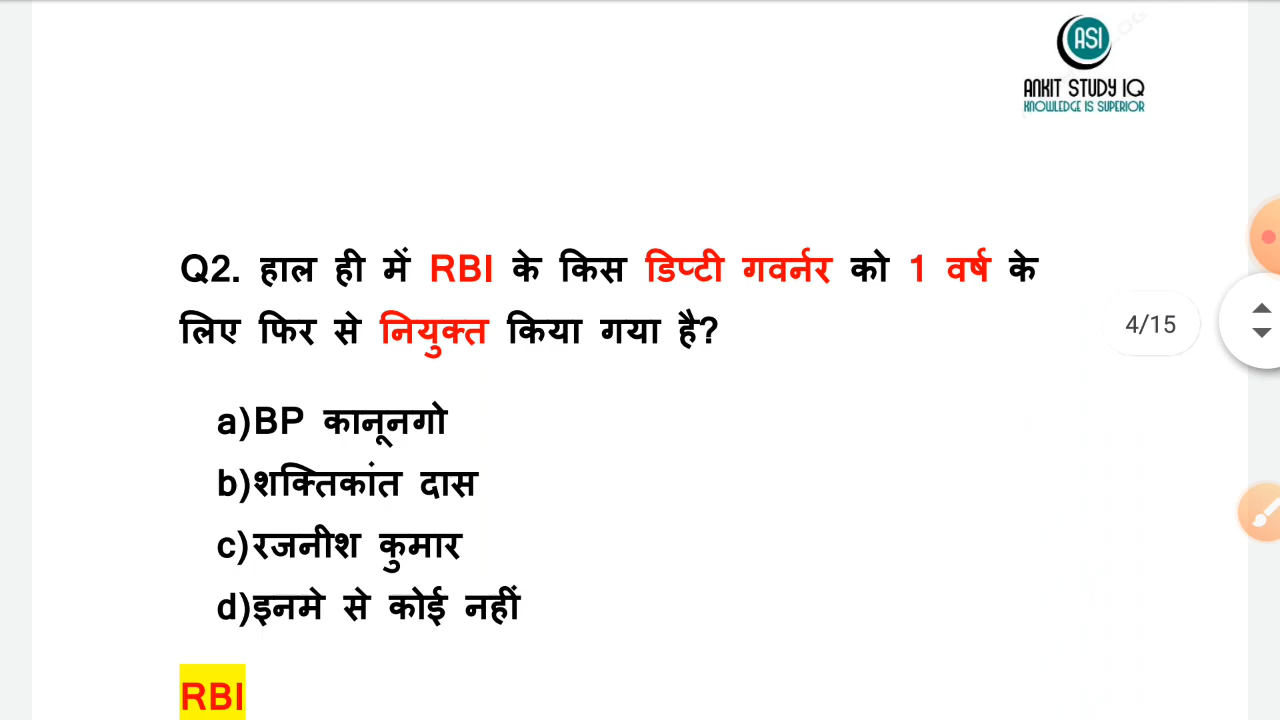 ASI
ANKIT STUDY IQ
KNOWLEDGE IS SUPERIOR
Q2. हाल ही में RBI के किस डिप्टी गवर्नर को 1 वर्ष के
लिए फिर से नियुक्त किया गया है?
4/15
a)BP कानूनगो
b)शक्तिकांत दास
c)रजनीश कुमार
d)इनमे से कोई नहीं
RBI